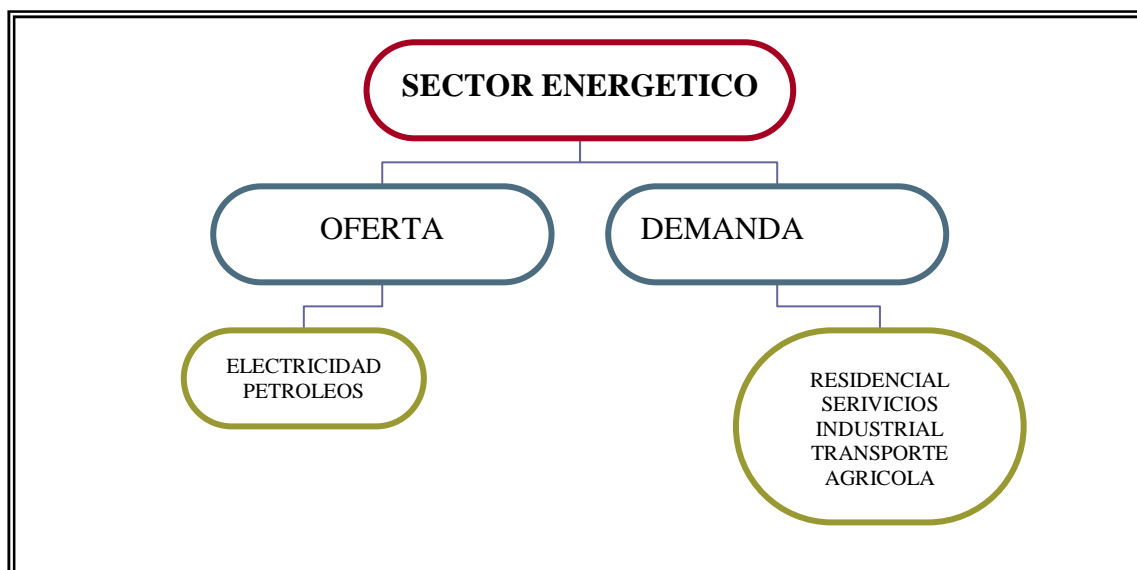 SECTOR ENERGETICO
OFERTA
DEMANDA
ELECTRICIDAD
PETROLEOS
RESIDENCIAL
SERIVICIOS
INDUSTRIAL
TRANSPORTE
AGRICOLA